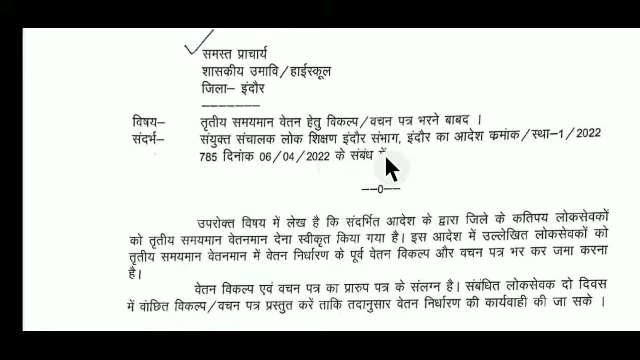 समस्त प्राचार्य
शासकीय उमावि/हाईस्कूल
जिला– इंदौर
विषय– तृतीय समयमान वेतन हेतु विकल्प/वचन पत्र भरने बाबद ।
संदर्भ– संयुक्त संचालक लोक शिक्षण इंदौर संभाग, इंदौर का आदेश क्रमांक/स्था–1/2022
785 दिनांक 06/04/2022 के संबंध में
––0––
उपरोक्त विषय में लेख है कि संदर्भित आदेश के द्वारा जिले के कतिपय लोकसेवकों
को तृतीय समयमान वेतनमान देना स्वीकृत किया गया है। इस आदेश में उल्लेखित लोकसेवकों को
तृतीय समयमान वेतनमान में वेतन निर्धारण के पूर्व वेतन विकल्प और वचन पत्र भर कर जमा करना
है।
वेतन विकल्प एवं वचन पत्र का प्रारुप पत्र के संलग्न है। संबंधित लोकसेवक दो दिवस
में वांछित विकल्प/वचन पत्र प्रस्तुत करें ताकि तदानुसार वेतन निर्धारण की कार्यवाही की जा सके ।